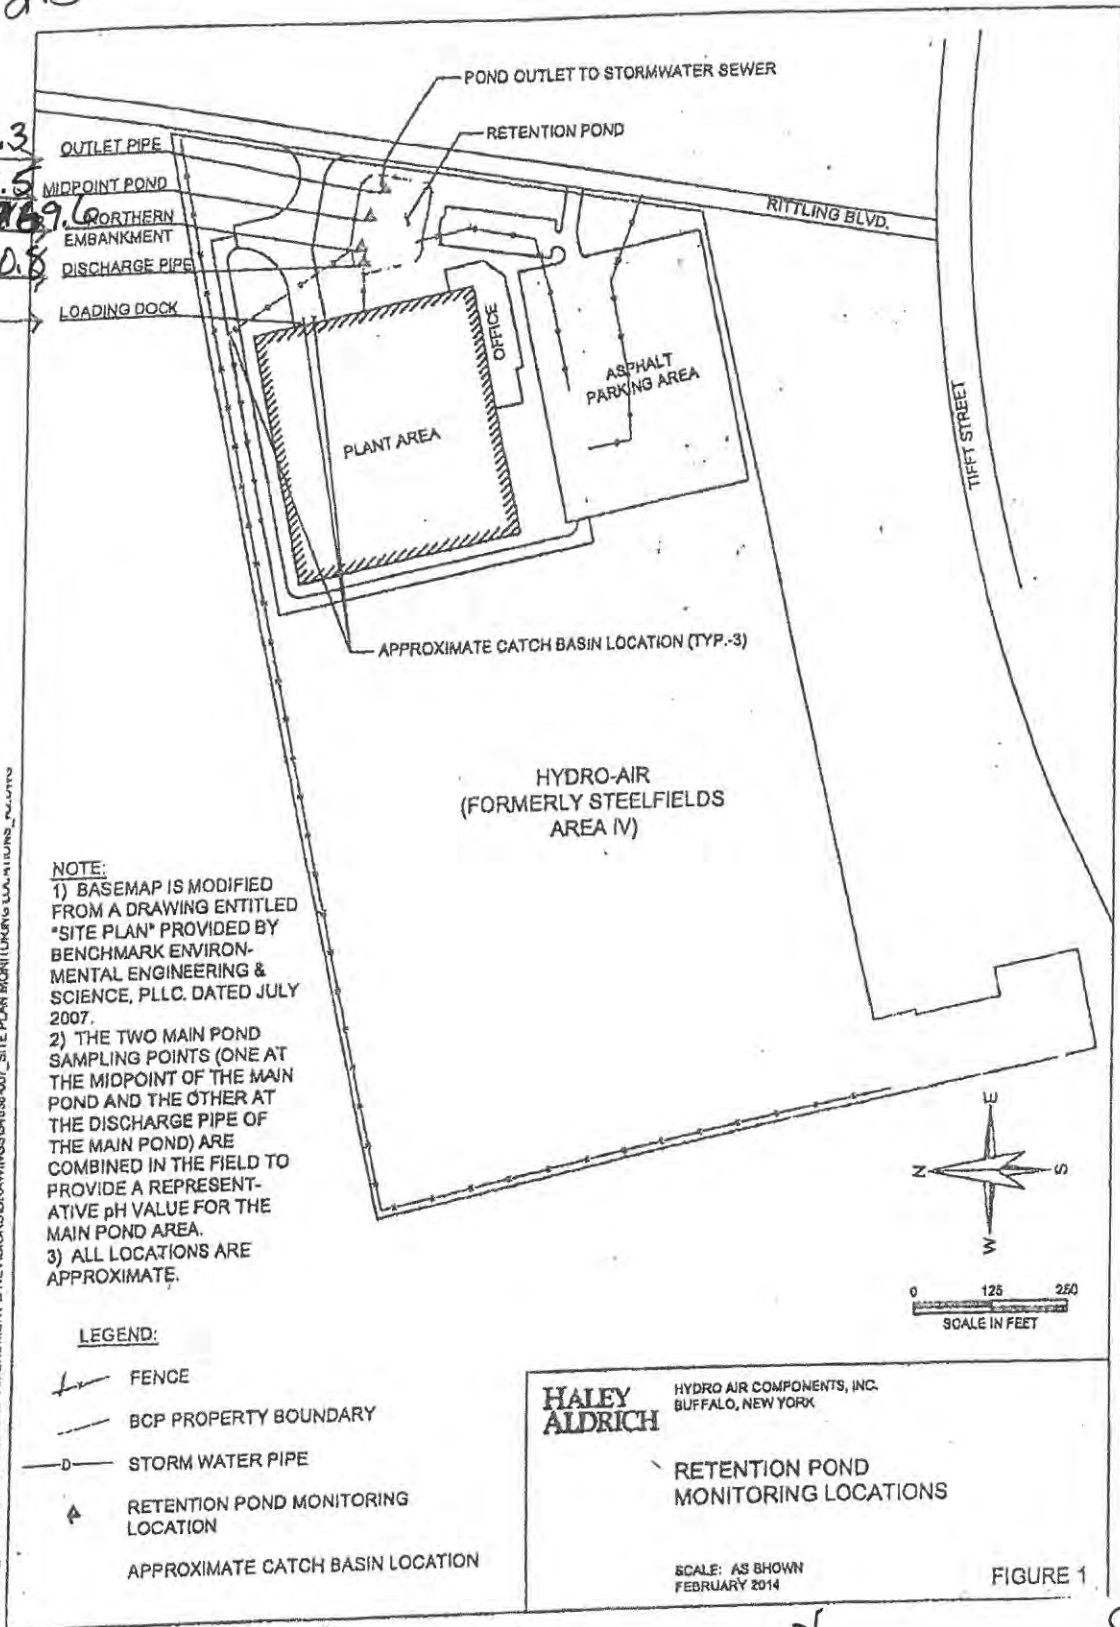 POND OUTLET TO STORMWATER SEWER
RETENTION POND
OUTLET PIPE
MIDPOINT POND
NORTHERN
EMBANKMENT
DISCHARGE PIPE
LOADING DOCK
RITTLING BLVD.
OFFICE
ASPHALT
PARKING AREA
PLANT AREA
TIFFT STREET
APPROXIMATE CATCH BASIN LOCATION (TYP.-3)
HYDRO-AIR
(FORMERLY STEELFIELDS
AREA IV)
NOTE:
1) BASEMAP IS MODIFIED
FROM A DRAWING ENTITLED
"SITE PLAN" PROVIDED BY
BENCHMARK ENVIRON-
MENTAL ENGINEERING &
SCIENCE, PLLC. DATED JULY
2007.
2) THE TWO MAIN POND
SAMPLING POINTS (ONE AT
THE MIDPOINT OF THE MAIN
POND AND THE OTHER AT
THE DISCHARGE PIPE OF
THE MAIN POND) ARE
COMBINED IN THE FIELD TO
PROVIDE A REPRESENT-
ATIVE pH VALUE FOR THE
MAIN POND AREA.
3) ALL LOCATIONS ARE
APPROXIMATE.
N
E
S
W
0 125 250
SCALE IN FEET
LEGEND:
FENCE
BCP PROPERTY BOUNDARY
D
STORM WATER PIPE
RETENTION POND MONITORING
LOCATION
APPROXIMATE CATCH BASIN LOCATION
HALEY
ALDRICH
HYDRO AIR COMPONENTS, INC.
BUFFALO, NEW YORK
RETENTION POND
MONITORING LOCATIONS
SCALE: AS SHOWN
FEBRUARY 2014
FIGURE 1